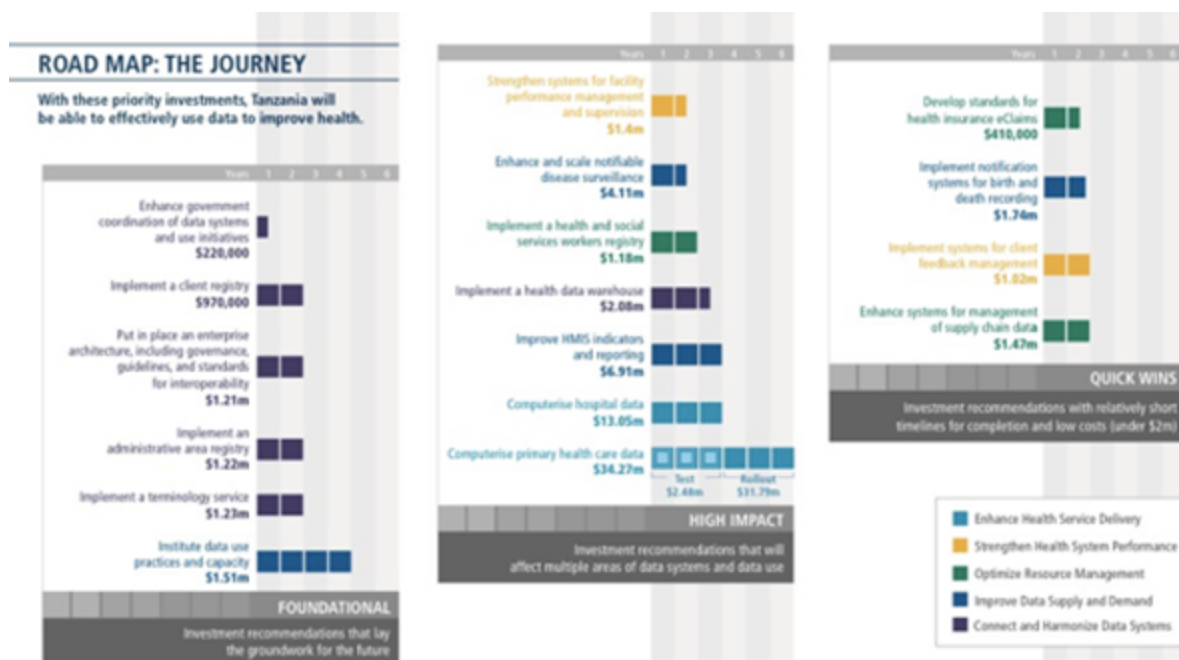 ROAD MAP: THE JOURNEY
With these priority investments, Tanzania will
be able to effectively use data to improve health.
Years 1 2 3 4 5 6
Enhance government
coordination of data systems
and use initiatives
$220,000
Implement a client registry
$970,000
Put in place an enterprise
architecture, including governance,
guidelines, and standards
for interoperability
$1.21m
Implement an
administrative area registry
$1.22m
Implement a terminology service
$1.23m
Institute data use
practices and capacity
$1.51m
FOUNDATIONAL
Investment recommendations that lay
the groundwork for the future
Years 1 2 3 4 5 6
Strengthen systems for facility
performance management
and supervision
$1.4m
Enhance and scale notifiable
disease surveillance
$4.11m
Implement a health and social
services workers registry
$1.18m
Implement a health data warehouse
$2.08m
Improve HMIS indicators
and reporting
$6.91m
Computerise hospital data
$13.05m
Computerise primary health care data
$34.27m
Test Rollout
$2.48m $31.79m
HIGH IMPACT
Investment recommendations that will
affect multiple areas of data systems and data use
Years 1 2 3 4 5 6
Develop standards for
health insurance eClaims
$410,000
Implement notification
systems for birth and
death recording
$1.74m
Implement systems for client
feedback management
$1.02m
Enhance systems for management
of supply chain data
$1.47m
QUICK WINS
Investment recommendations with relatively short
timelines for completion and low costs (under $2m)
Enhance Health Service Delivery
Strengthen Health System Performance
Optimize Resource Management
Improve Data Supply and Demand
Connect and Harmonize Data Systems